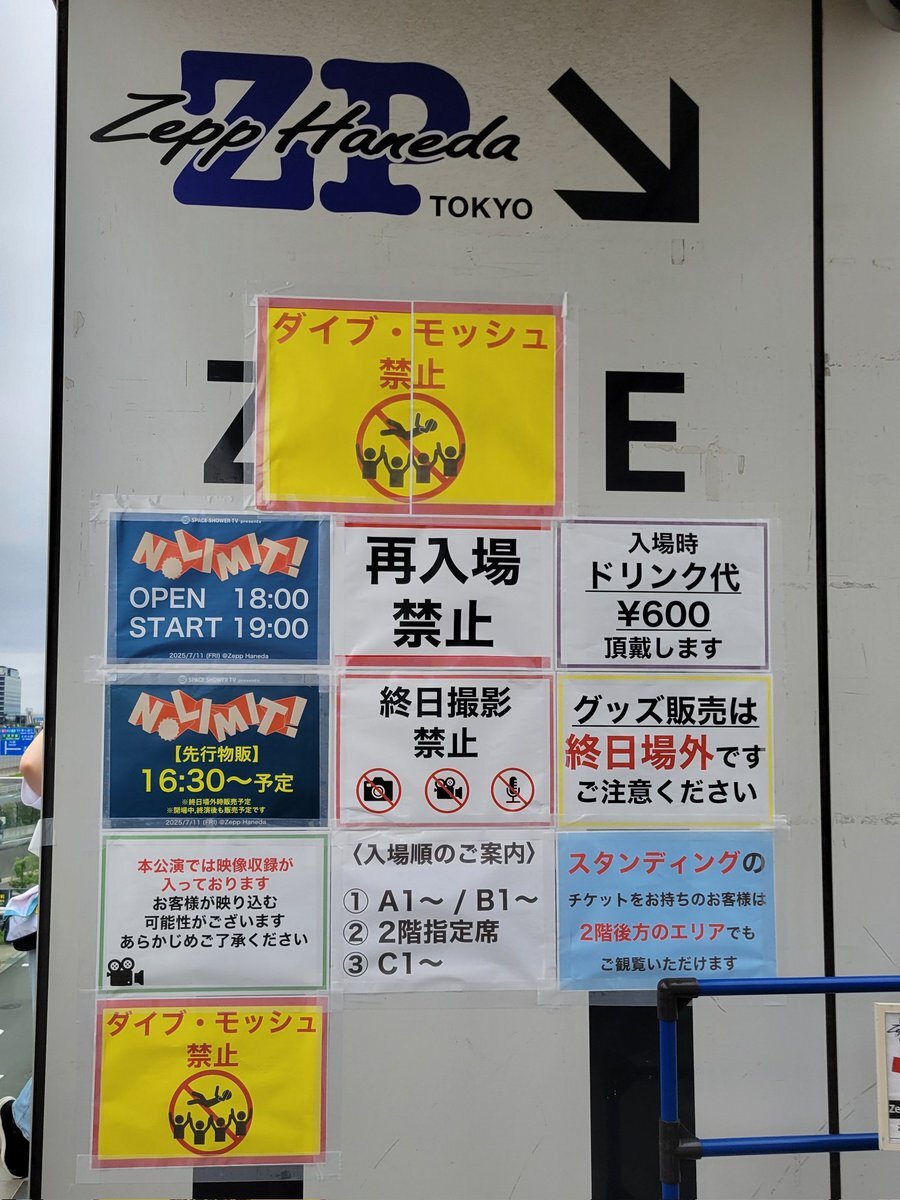 ZP
Zepp Haneda
TOKYO
ダイブ・モッシュ
禁止
Z
E
SPACE SHOWER TV presents
NO LIMIT!
OPEN 18:00
START 19:00
2025/7/11 (FRI) @Zepp Haneda
再入場
禁止
入場時
ドリンク代
¥600
頂戴します
SPACE SHOWER TV presents
NO LIMIT!
【先行物販】
16:30〜予定
※終日場外時販売予定
※開場中,終演後も販売予定です
2025/7/11 (FRI) @Zepp Haneda
終日撮影
禁止
グッズ販売は
終日場外です
ご注意ください
本公演では映像収録が
入っております
お客様が映り込む
可能性がございます
あらかじめご了承ください
〈入場順のご案内〉
① A1〜 / B1〜
② 2階指定席
③ C1〜
スタンディングの
チケットをお持ちのお客様は
2階後方のエリアでも
ご観覧いただけます
ダイブ・モッシュ
禁止